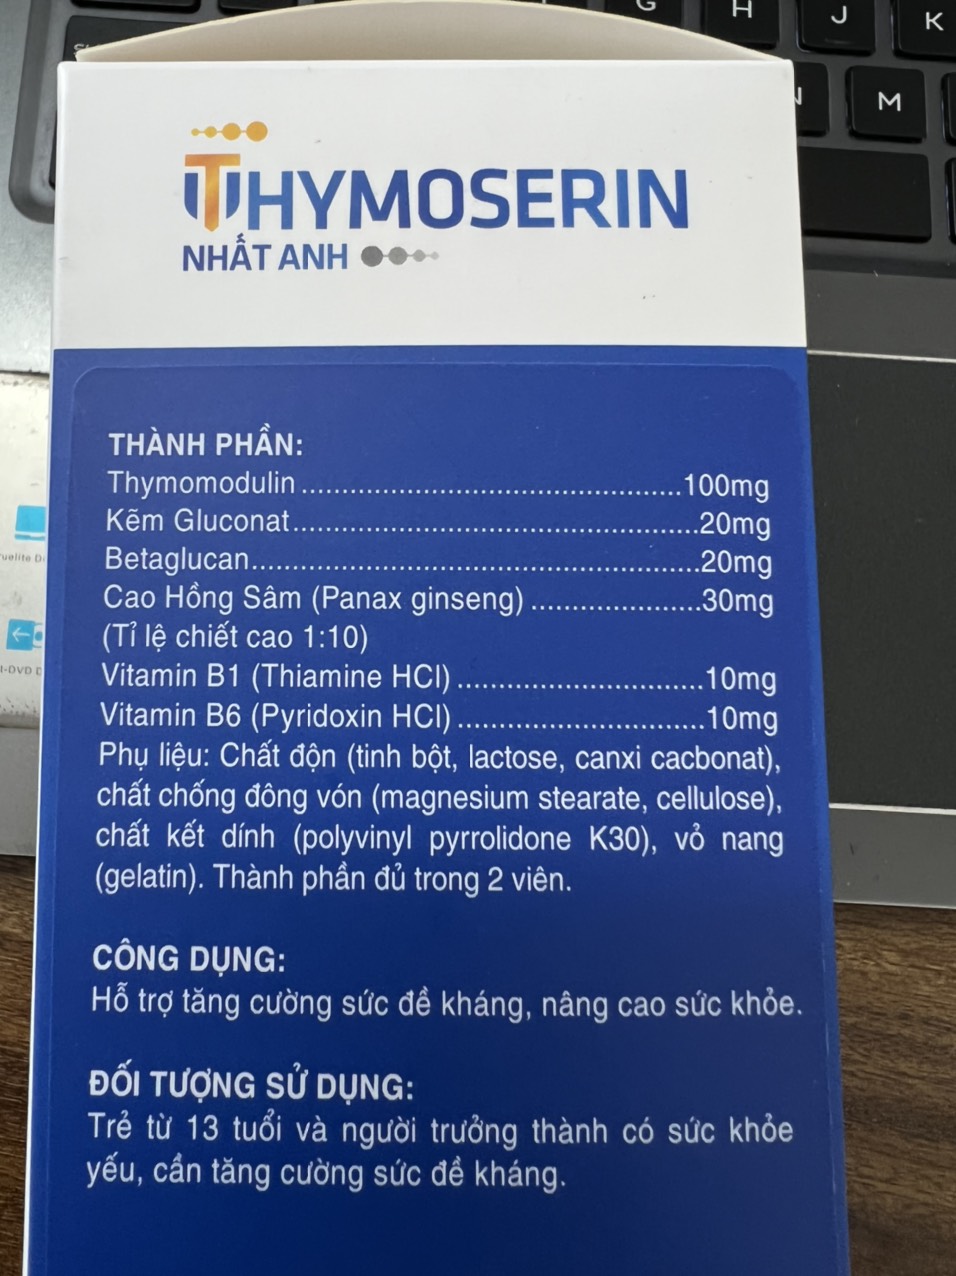 G H J K
N M
THYMOSERIN
NHẤT ANH
THÀNH PHẦN:
Thymomodulin ................................................100mg
Kẽm Gluconat..................................................20mg
Betaglucan.......................................................20mg
Cao Hồng Sâm (Panax ginseng) .....................30mg
(Tỉ lệ chiết cao 1:10)
Vitamin B1 (Thiamine HCl) ..............................10mg
Vitamin B6 (Pyridoxin HCl) ..............................10mg
Phụ liệu: Chất độn (tinh bột, lactose, canxi cacbonat),
chất chống đông vón (magnesium stearate, cellulose),
chất kết dính (polyvinyl pyrrolidone K30), vỏ nang
(gelatin). Thành phần đủ trong 2 viên.
CÔNG DỤNG:
Hỗ trợ tăng cường sức đề kháng, nâng cao sức khỏe.
ĐỐI TƯỢNG SỬ DỤNG:
Trẻ từ 13 tuổi và người trưởng thành có sức khỏe
yếu, cần tăng cường sức đề kháng.